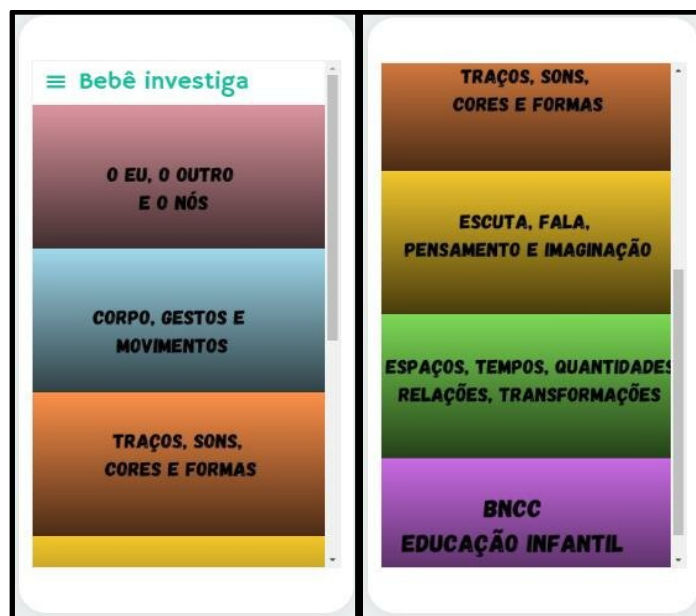 Bebê investiga
O EU, O OUTRO
E O NÓS
CORPO, GESTOS E
MOVIMENTOS
TRAÇOS, SONS,
CORES E FORMAS
TRAÇOS, SONS,
CORES E FORMAS
ESCUTA, FALA,
PENSAMENTO E IMAGINAÇÃO
ESPAÇOS, TEMPOS, QUANTIDADES
RELAÇÕES, TRANSFORMAÇÕES
BNCC
EDUCAÇÃO INFANTIL